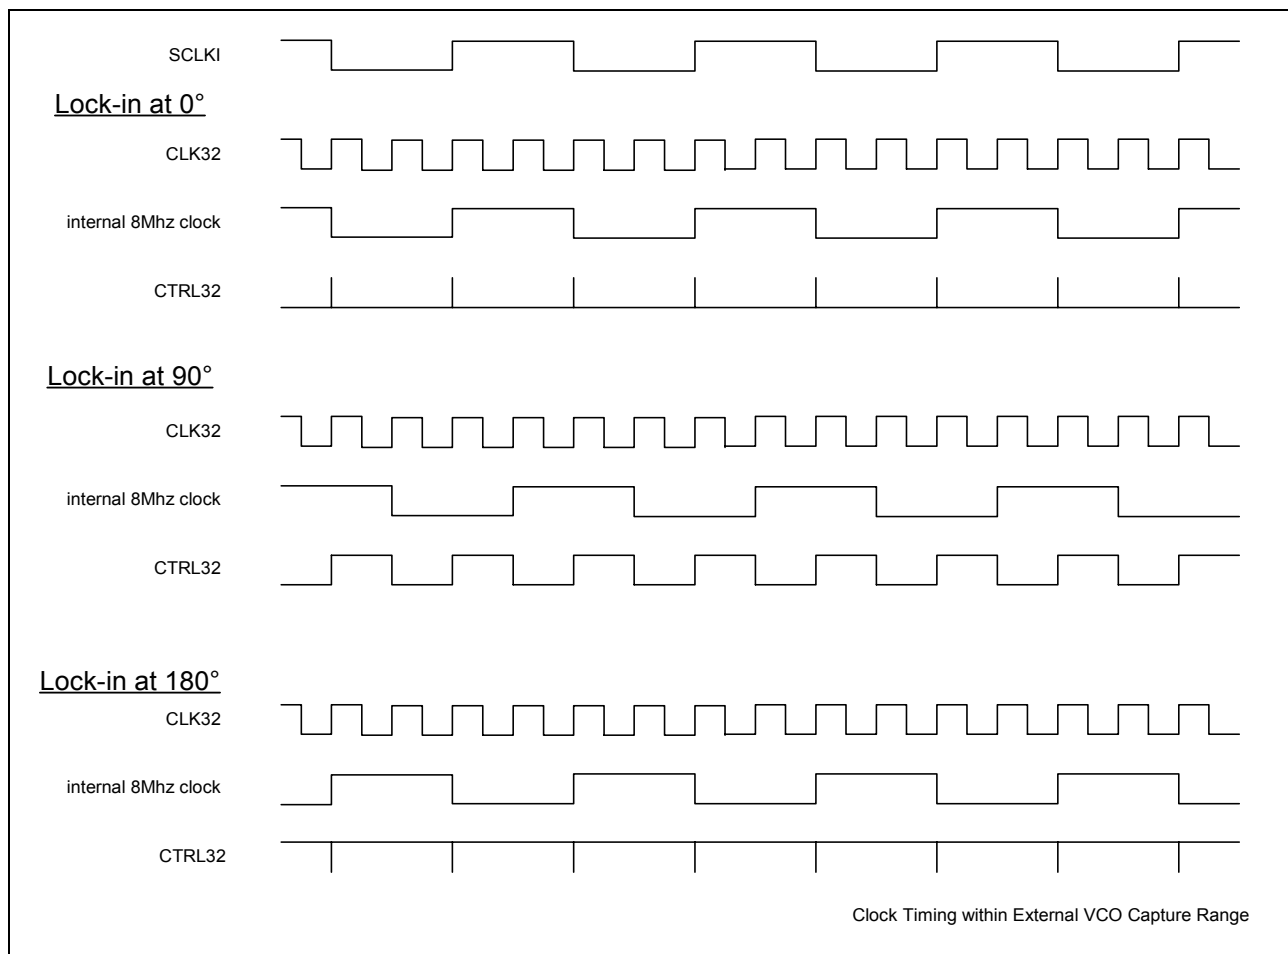 SCLKI
Lock-in at 0°
CLK32
internal 8Mhz clock
CTRL32
Lock-in at 90°
CLK32
internal 8Mhz clock
CTRL32
Lock-in at 180°
CLK32
internal 8Mhz clock
CTRL32
Clock Timing within External VCO Capture Range